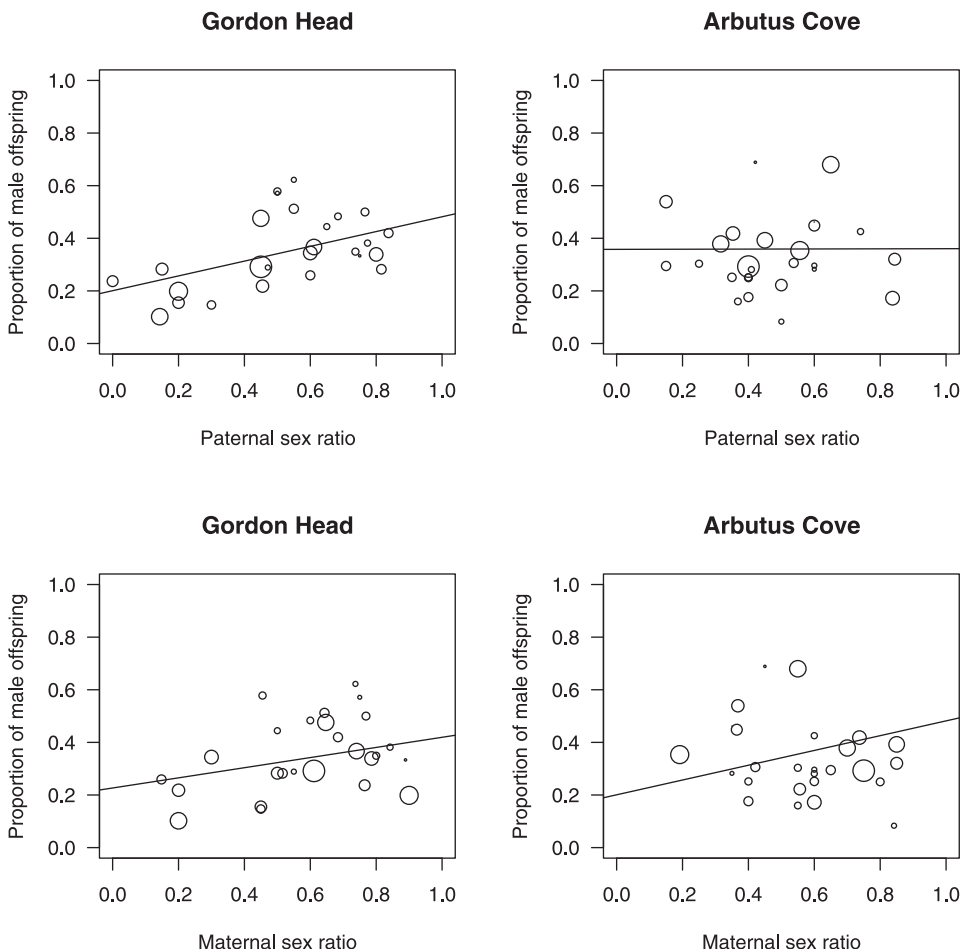 Gordon Head
Arbutus Cove
Proportion of male offspring
1.0
0.8
0.6
0.4
0.2
0.0
0.0 0.2 0.4 0.6 0.8 1.0
Paternal sex ratio
Proportion of male offspring
1.0
0.8
0.6
0.4
0.2
0.0
0.0 0.2 0.4 0.6 0.8 1.0
Paternal sex ratio
Gordon Head
Arbutus Cove
Proportion of male offspring
1.0
0.8
0.6
0.4
0.2
0.0
0.0 0.2 0.4 0.6 0.8 1.0
Maternal sex ratio
Proportion of male offspring
1.0
0.8
0.6
0.4
0.2
0.0
0.0 0.2 0.4 0.6 0.8 1.0
Maternal sex ratio